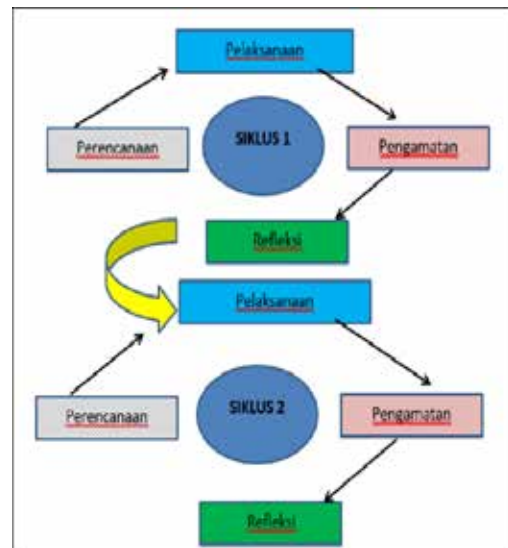 Pelaksanaan
SIKLUS 1
Perencanaan
Pengamatan
Refleksi
Pelaksanaan
SIKLUS 2
Perencanaan
Pengamatan
Refleksi